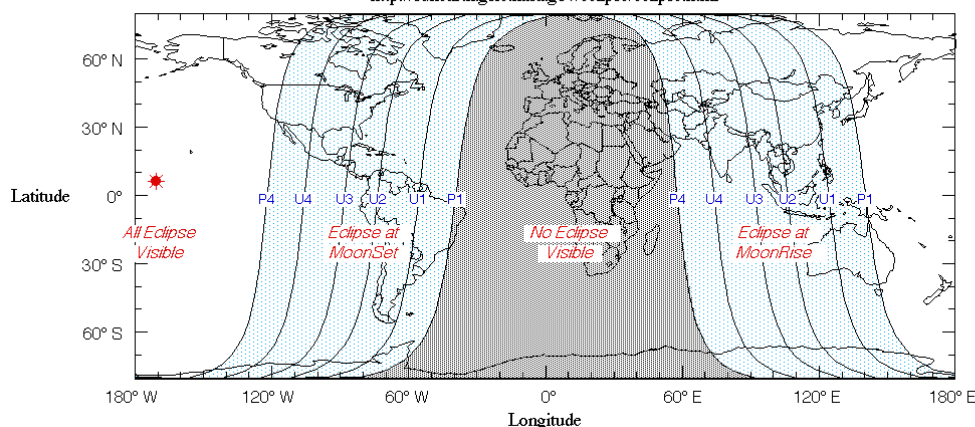 60° N
30° N
Latitude
0°
30° S
60° S
P4 U4 U3 U2 U1 P1 P4 U4 U3 U2 U1 P1
All Eclipse
Visible
Eclipse at
MoonSet
No Eclipse
Visible
Eclipse at
MoonRise
180° W 120° W 60° W 0° 60° E 120° E 180° E
Longitude